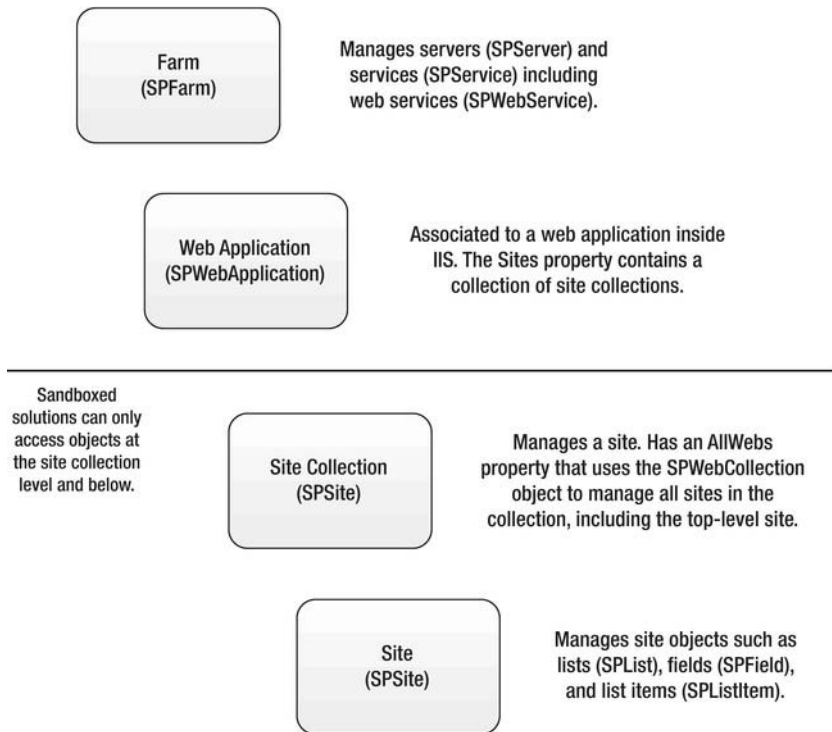 Farm
(SPFarm)
Manages servers (SPServer) and
services (SPService) including
web services (SPWebService).
Web Application
(SPWebApplication)
Associated to a web application inside
IIS. The Sites property contains a
collection of site collections.
Sandboxed
solutions can only
access objects at
the site collection
level and below.
Site Collection
(SPSite)
Manages a site. Has an AllWebs
property that uses the SPWebCollection
object to manage all sites in the
collection, including the top-level site.
Site
(SPSite)
Manages site objects such as
lists (SPList), fields (SPField),
and list items (SPListItem).